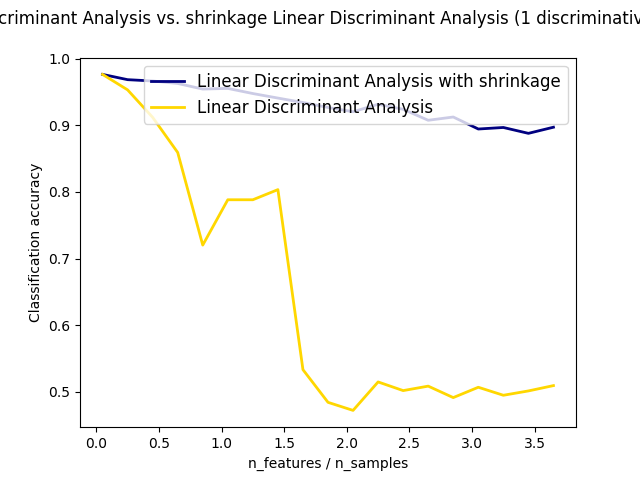 criminant Analysis vs. shrinkage Linear Discriminant Analysis (1 discriminativ
Linear Discriminant Analysis with shrinkage
Linear Discriminant Analysis
Classification accuracy
1.0
0.9
0.8
0.7
0.6
0.5
0.0 0.5 1.0 1.5 2.0 2.5 3.0 3.5
n_features / n_samples